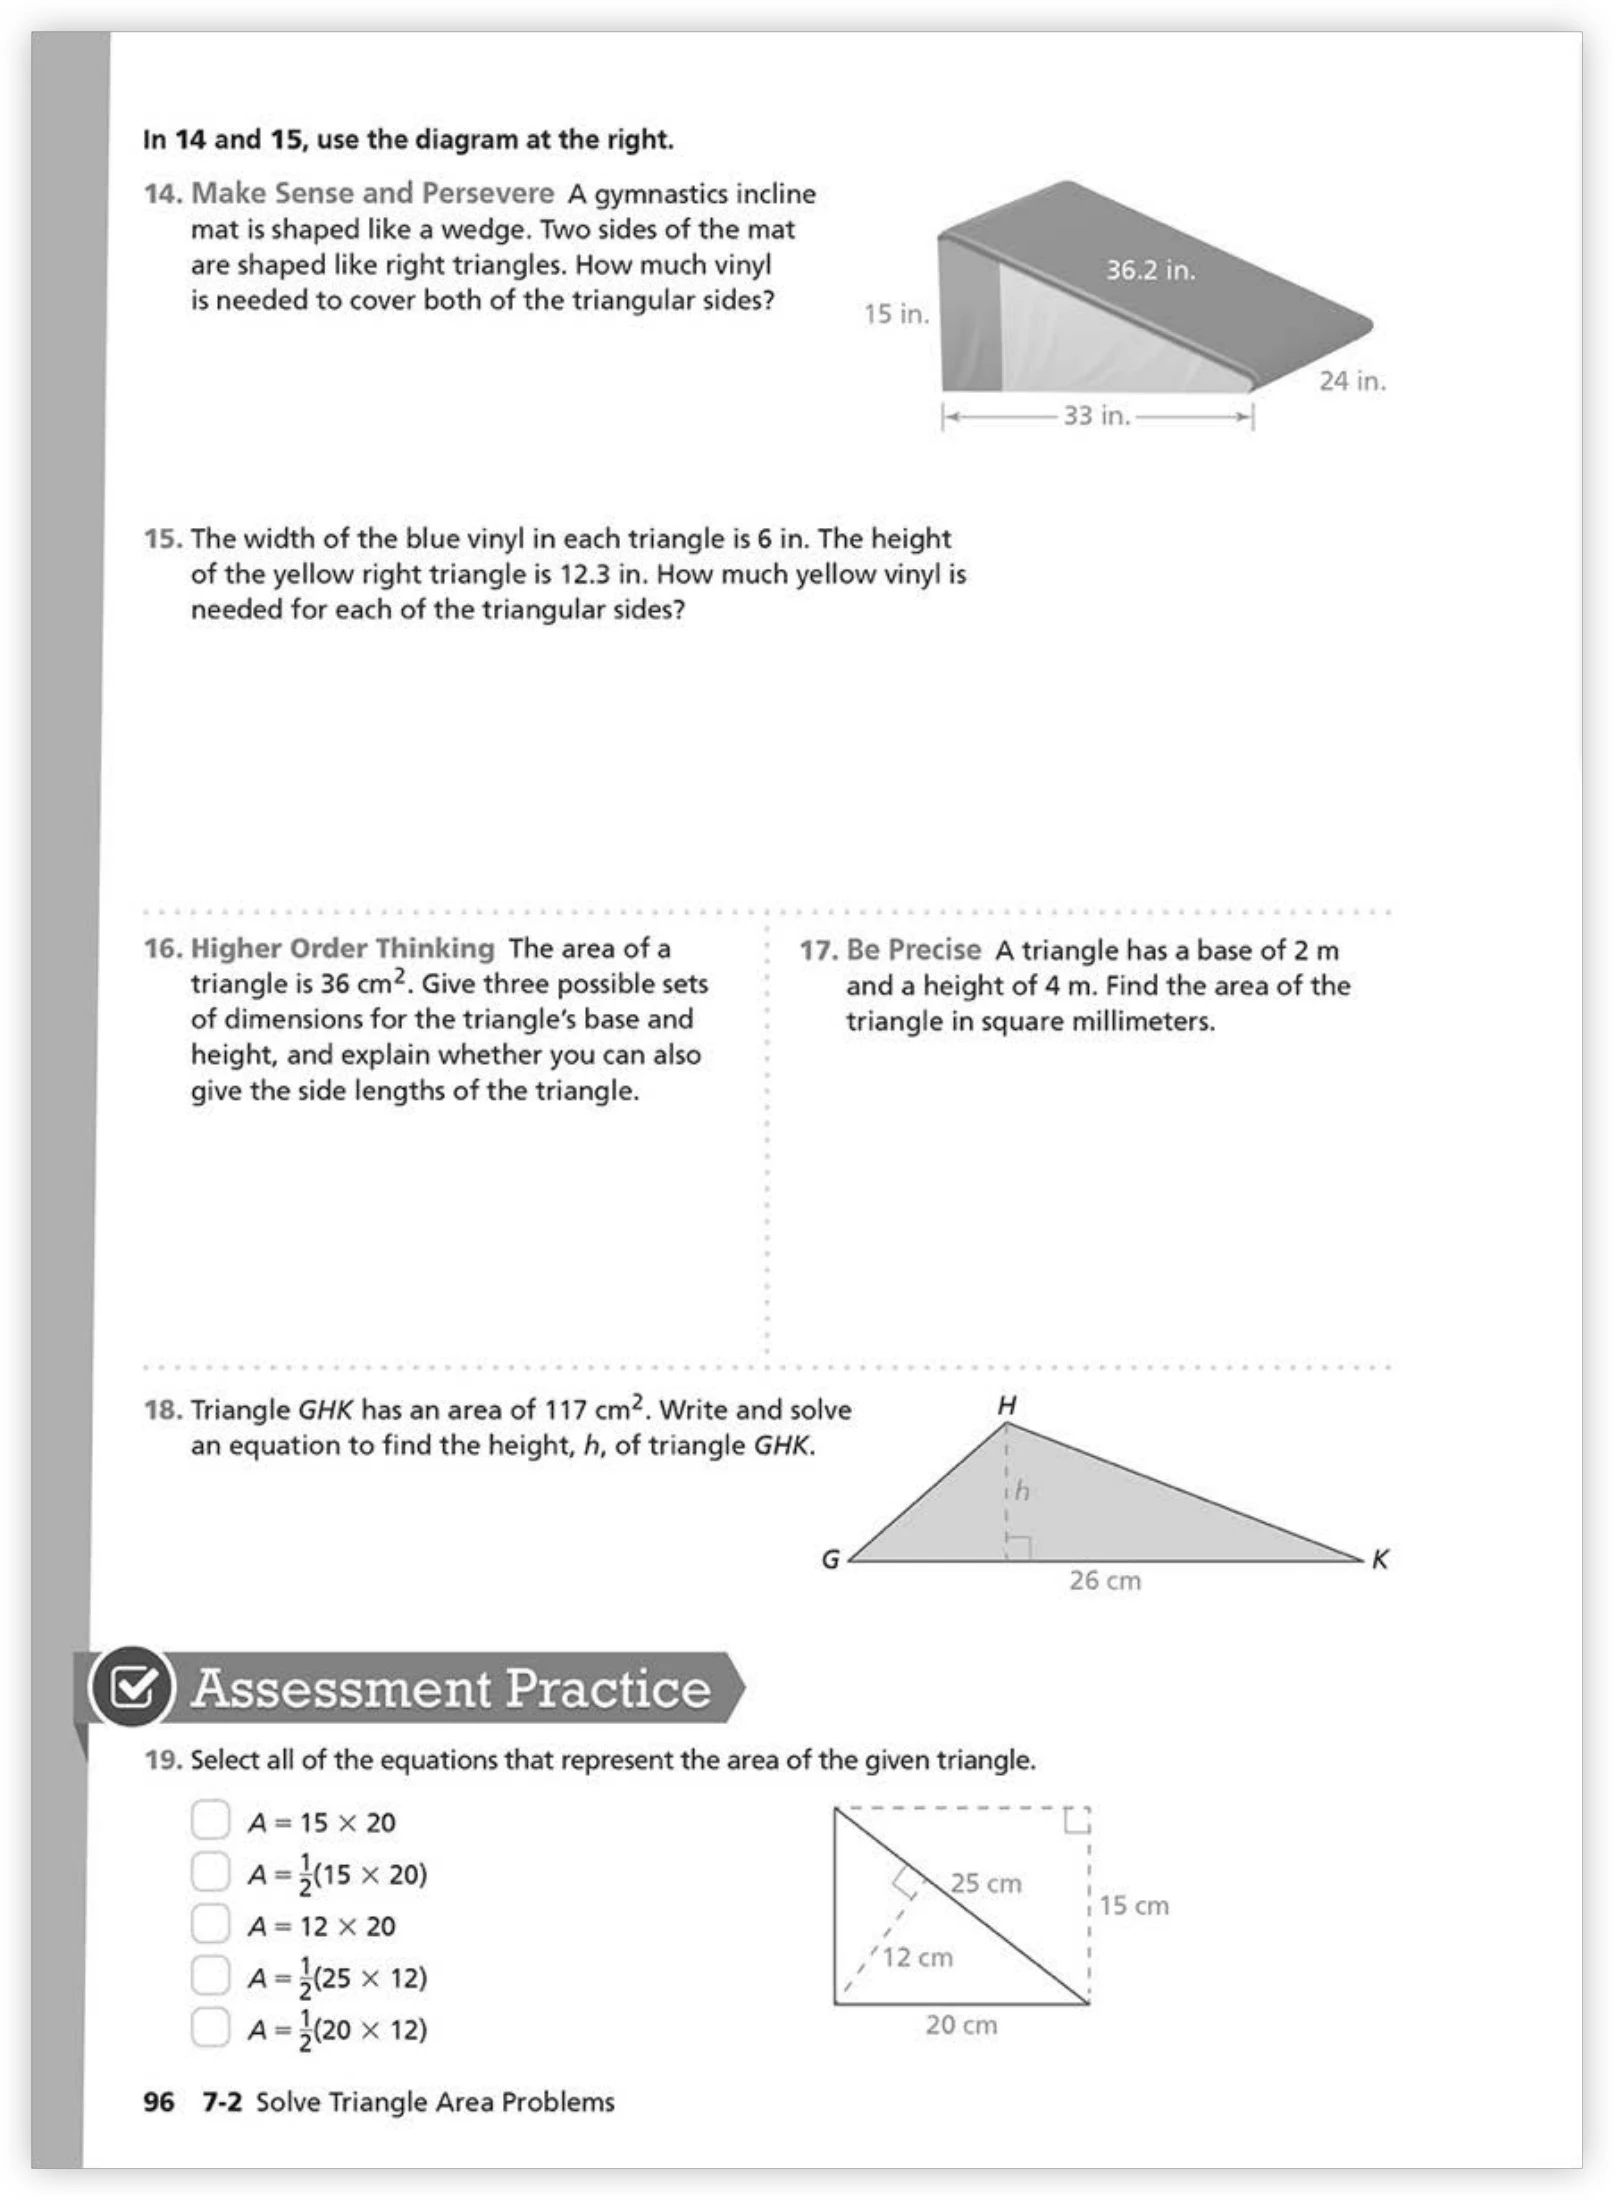 In 14 and 15, use the diagram at the right.
14. Make Sense and Persevere A gymnastics incline
mat is shaped like a wedge. Two sides of the mat
are shaped like right triangles. How much vinyl
is needed to cover both of the triangular sides?
36.2 in.
15 in.
24 in.
33 in.
15. The width of the blue vinyl in each triangle is 6 in. The height
of the yellow right triangle is 12.3 in. How much yellow vinyl is
needed for each of the triangular sides?
16. Higher Order Thinking The area of a
triangle is 36 cm². Give three possible sets
of dimensions for the triangle's base and
height, and explain whether you can also
give the side lengths of the triangle.
17. Be Precise A triangle has a base of 2 m
and a height of 4 m. Find the area of the
triangle in square millimeters.
18. Triangle GHK has an area of 117 cm². Write and solve
an equation to find the height, h, of triangle GHK.
H
h
G
K
26 cm
Assessment Practice
19. Select all of the equations that represent the area of the given triangle.
A = 15 × 20
A = 1/2(15 × 20)
A = 12 × 20
A = 1/2(25 × 12)
A = 1/2(20 × 12)
25 cm
15 cm
12 cm
20 cm
96 7-2 Solve Triangle Area Problems